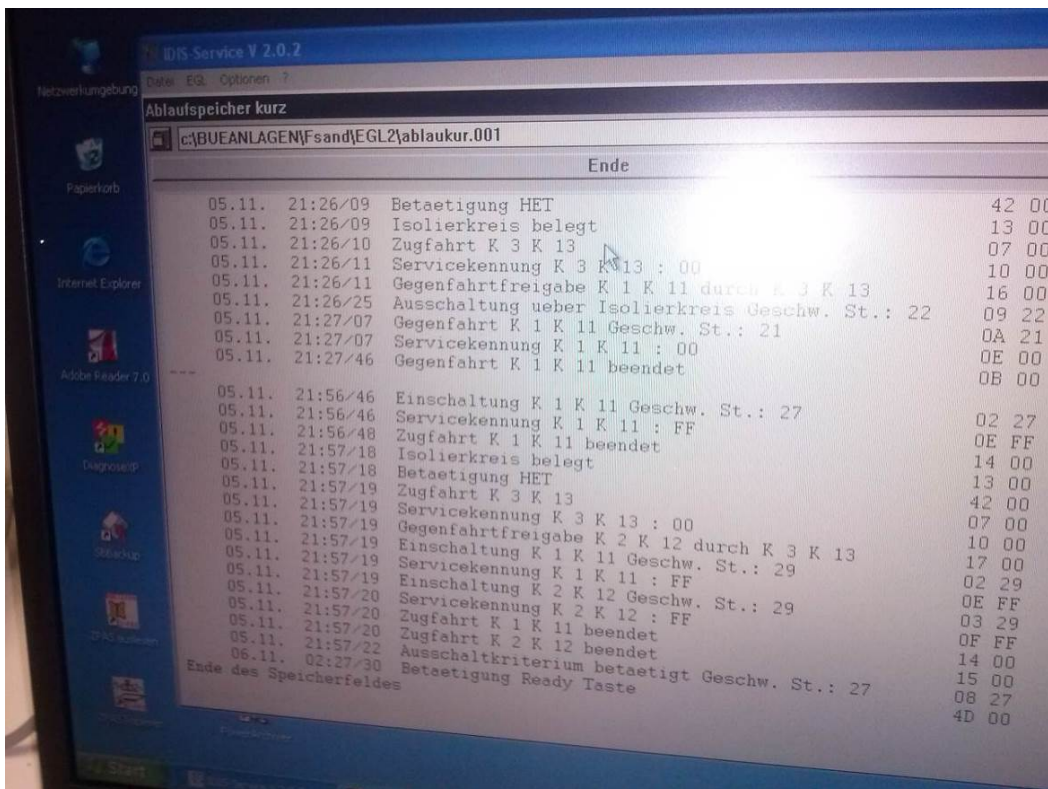 IDIS-Service V 2.0.2
Datei EGL Optionen ?
Ablaufspeicher kurz
c:\BUEANLAGEN\Fsand\EGL2\ablaukur.001
Ende
05.11. 21:26/09 Betaetigung HET 42 00
05.11. 21:26/09 Isolierkreis belegt 13 00
05.11. 21:26/10 Zugfahrt K 3 K 13 07 00
05.11. 21:26/11 Servicekennung K 3 K 13 : 00 10 00
05.11. 21:26/11 Gegenfahrtfreigabe K 1 K 11 durch K 3 K 13 16 00
05.11. 21:26/25 Ausschaltung ueber Isolierkreis Geschw. St.: 22 09 22
05.11. 21:27/07 Gegenfahrt K 1 K 11 Geschw. St.: 21 0A 21
05.11. 21:27/07 Servicekennung K 1 K 11 : 00 0E 00
05.11. 21:27/46 Gegenfahrt K 1 K 11 beendet 0B 00
---
05.11. 21:56/46 Einschaltung K 1 K 11 Geschw. St.: 27 02 27
05.11. 21:56/46 Servicekennung K 1 K 11 : FF 0E FF
05.11. 21:56/48 Zugfahrt K 1 K 11 beendet 14 00
05.11. 21:57/18 Isolierkreis belegt 13 00
05.11. 21:57/18 Betaetigung HET 42 00
05.11. 21:57/19 Zugfahrt K 3 K 13 07 00
05.11. 21:57/19 Servicekennung K 3 K 13 : 00 10 00
05.11. 21:57/19 Gegenfahrtfreigabe K 2 K 12 durch K 3 K 13 17 00
05.11. 21:57/19 Einschaltung K 1 K 11 Geschw. St.: 29 02 29
05.11. 21:57/19 Servicekennung K 1 K 11 : FF 0E FF
05.11. 21:57/19 Einschaltung K 2 K 12 Geschw. St.: 29 03 29
05.11. 21:57/20 Servicekennung K 2 K 12 : FF 0F FF
05.11. 21:57/20 Zugfahrt K 1 K 11 beendet 14 00
05.11. 21:57/20 Zugfahrt K 2 K 12 beendet 15 00
05.11. 21:57/22 Ausschaltkriterium betaetigt Geschw. St.: 27 08 27
06.11. 02:27/30 Betaetigung Ready Taste 4D 00
Ende des Speicherfeldes
Netzwerkumgebung
Papierkorb
Internet Explorer
Adobe Reader 7.0
DiagnoseXP
SbBackup
Start